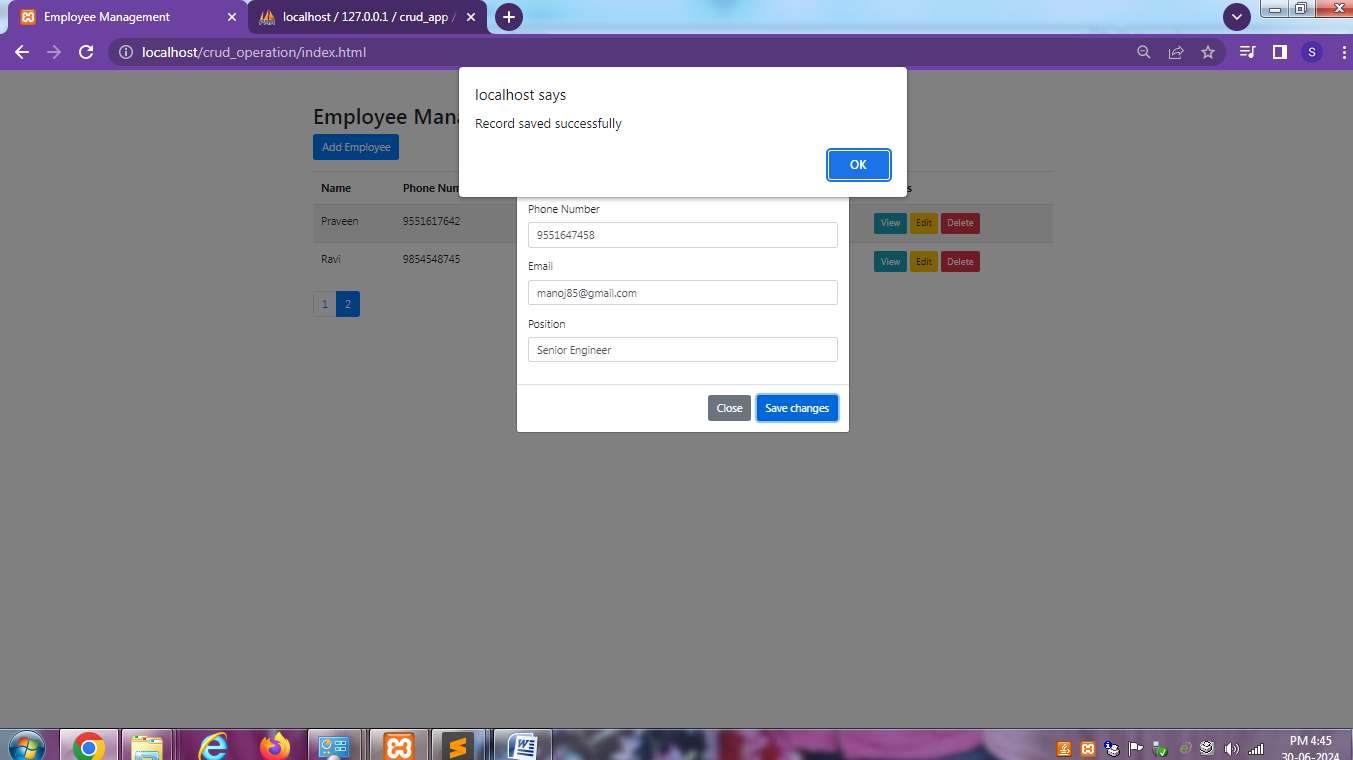 Employee Management
localhost / 127.0.0.1 / crud_app /
localhost/crud_operation/index.html
S
localhost says
Record saved successfully
OK
Employee
Add Employee
Name Phone
Praveen 9551617642 View Edit Delete
Ravi 9854548745 View Edit Delete
1 2
Phone Number
9551647458
Email
manoj85@gmail.com
Position
Senior Engineer
Close Save changes
PM 4:45
30-06-2024